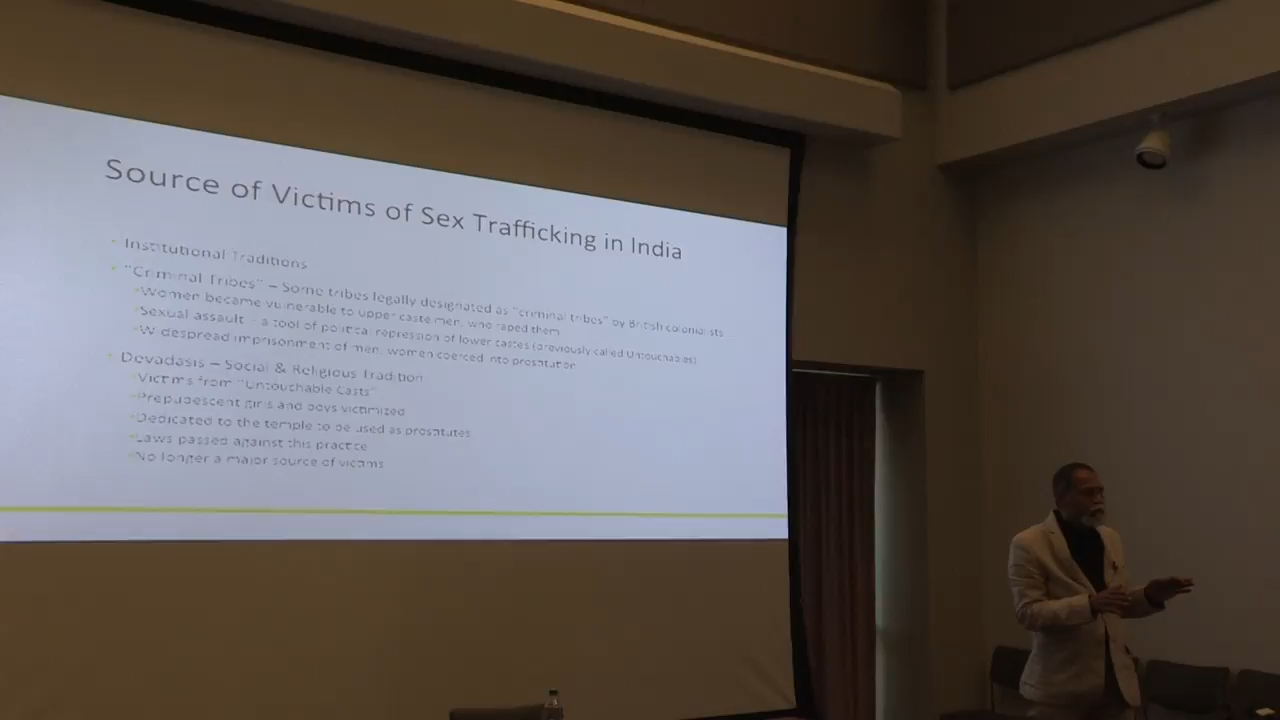 Source of Victims of Sex Trafficking in India
Institutional Traditions
"Criminal Tribes" – Some tribes legally designated as "criminal tribes" by British colonialists
Women became vulnerable to upper caste men, who raped them
Sexual assault – a tool of political repression of lower castes (previously called Untouchables)
Widespread imprisonment of men, women coerced into prostitution
Devadasis – Social & Religious Tradition
Victims from "Untouchable Casts"
Prepubescent girls and boys victimized
Dedicated to the temple to be used as prostitutes
Laws passed against this practice
No longer a major source of victims